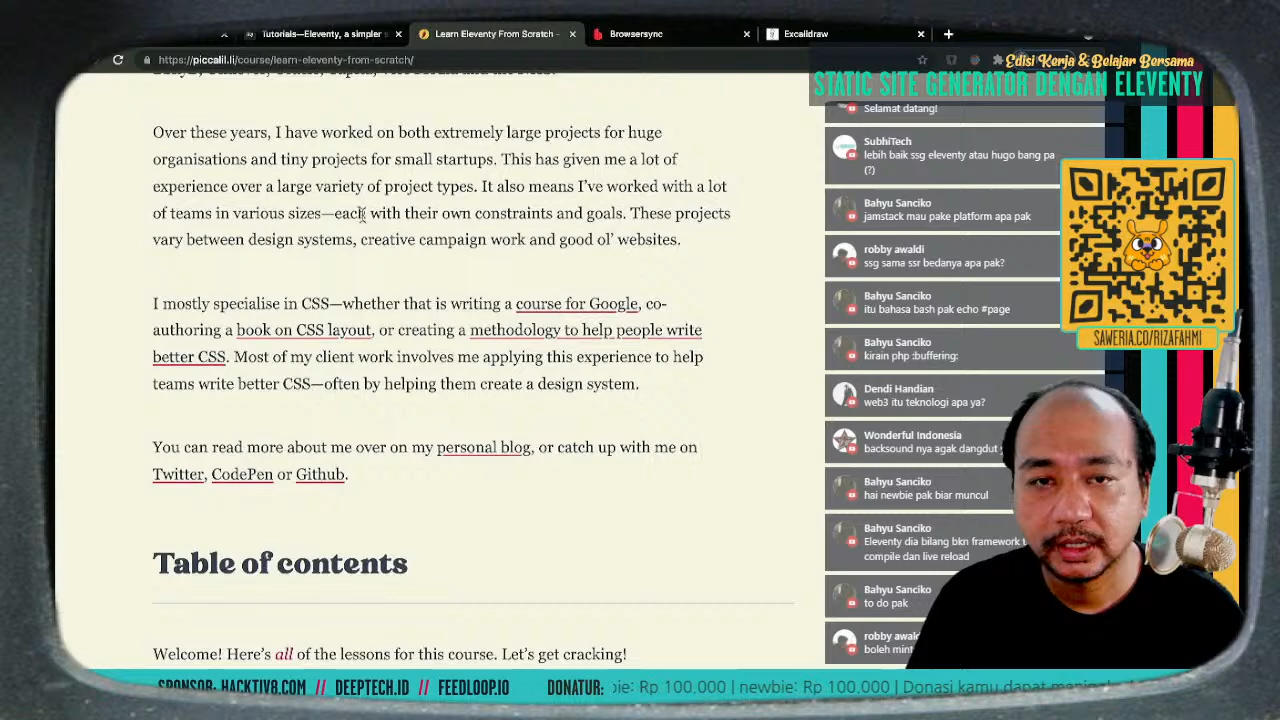 Tutorials—Eleventy, a simpler s
Learn Eleventy From Scratch -
Browsersync
Excalidraw
https://piccalil.li/course/learn-eleventy-from-scratch/
Edisi Kerja & Belajar Bersama
STATIC SITE GENERATOR DENGAN ELEVENTY
Over these years, I have worked on both extremely large projects for huge
organisations and tiny projects for small startups. This has given me a lot of
experience over a large variety of project types. It also means I've worked with a lot
of teams in various sizes—each with their own constraints and goals. These projects
vary between design systems, creative campaign work and good ol' websites.
I mostly specialise in CSS—whether that is writing a course for Google, co-
authoring a book on CSS layout, or creating a methodology to help people write
better CSS. Most of my client work involves me applying this experience to help
teams write better CSS—often by helping them create a design system.
You can read more about me over on my personal blog, or catch up with me on
Twitter, CodePen or Github.
Table of contents
Welcome! Here's all of the lessons for this course. Let's get cracking!
Selamat datang!
SubhiTech
lebih baik ssg eleventy atau hugo bang pa
(?)
Bahyu Sanciko
jamstack mau pake platform apa pak
robby awaldi
ssg sama ssr bedanya apa pak?
Bahyu Sanciko
itu bahasa bash pak echo #page
Bahyu Sanciko
kirain php :buffering:
Dendi Handian
web3 itu teknologi apa ya?
Wonderful Indonesia
backsound nya agak dangdut
Bahyu Sanciko
hai newbie pak biar muncul
Bahyu Sanciko
Eleventy dia bilang bkn framework t
compile dan live reload
Bahyu Sanciko
to do pak
robby awal
boleh mint
SAWERIA.CO/RIZAFAHMI
SPONSOR: HACKTIV8.COM // DEEPTECH.ID // FEEDLOOP.IO
DONATUR: bie: Rp 100,000 | newbie: Rp 100,000 | Donasi kamu dapat